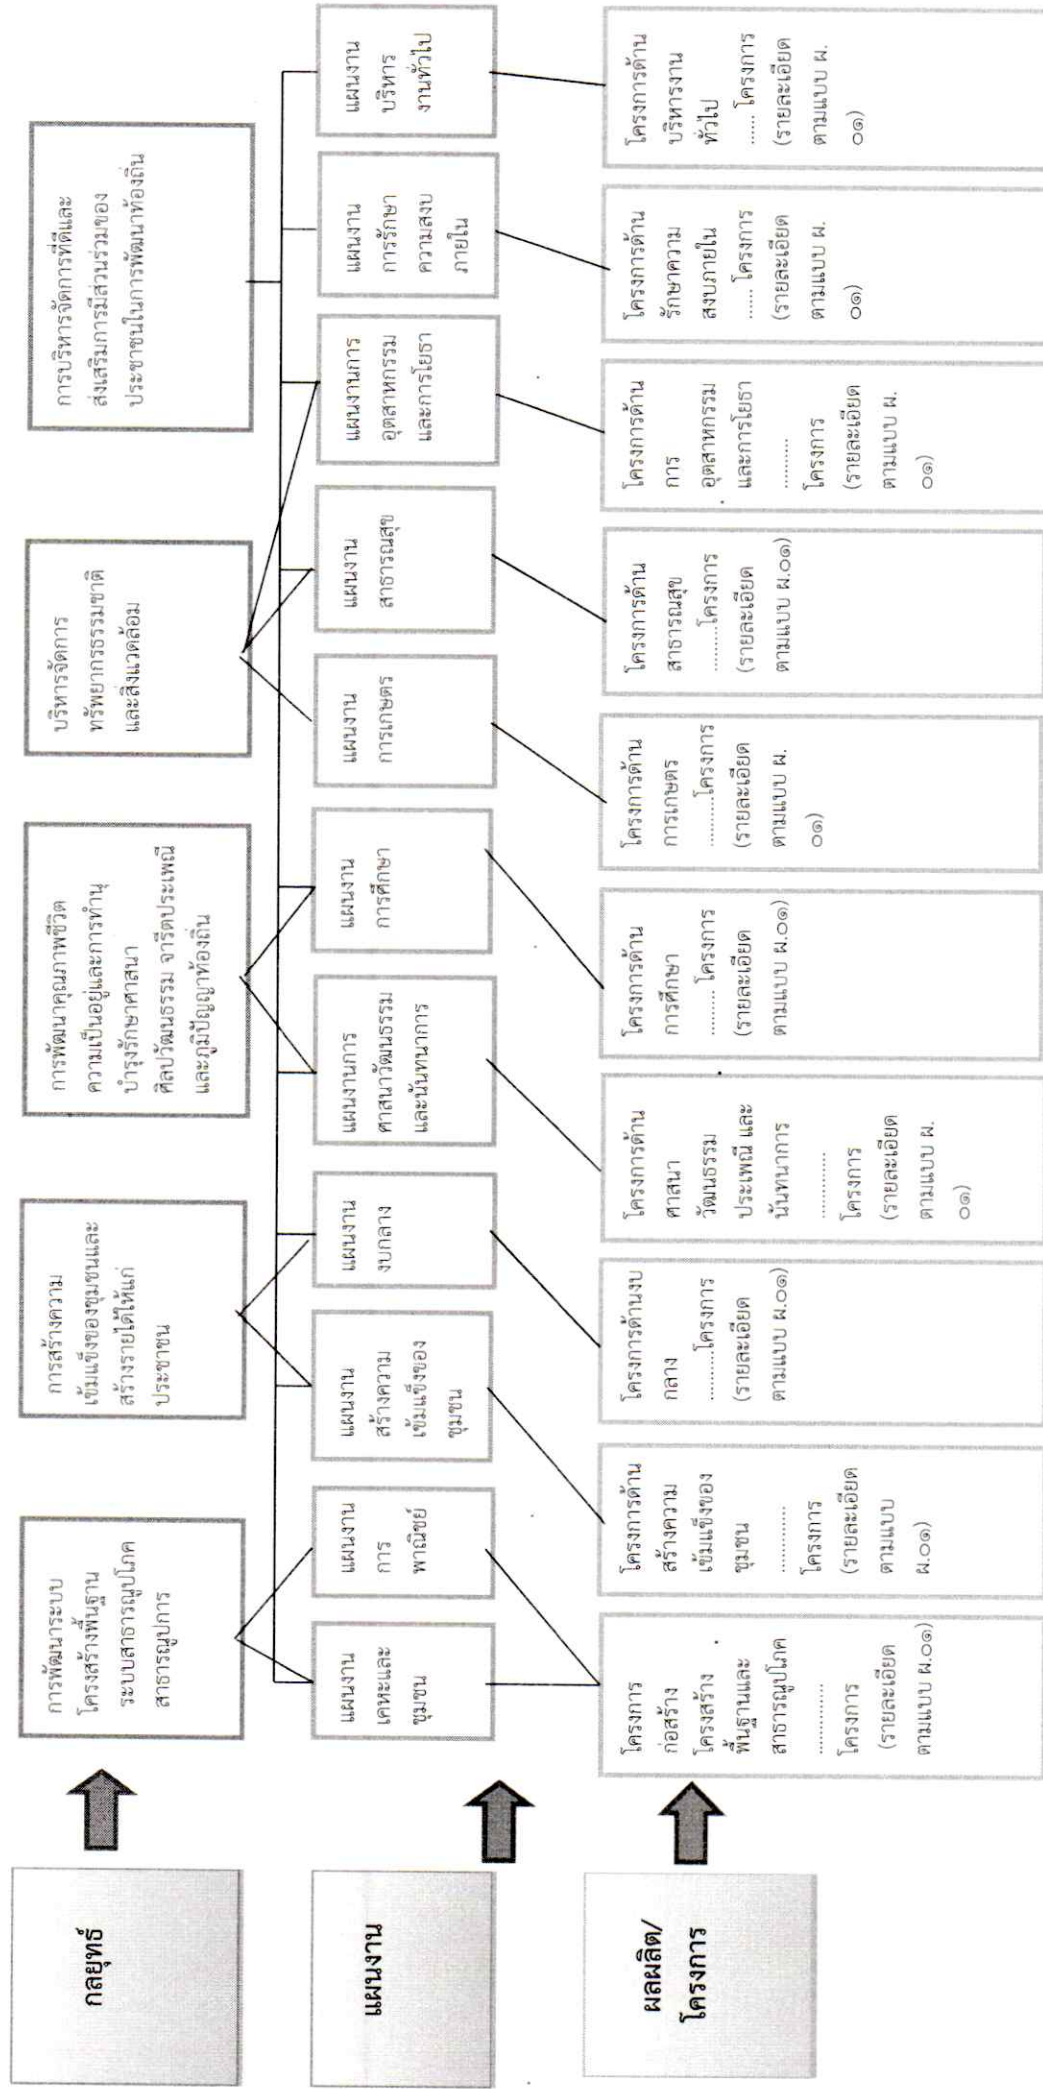 กลยุทธ์
การพัฒนาระบบ
โครงสร้างพื้นฐาน
ระบบสาธารณูปโภค
สาธารณูปการ
การสร้างความ
เข้มแข็งของชุมชนและ
สร้างรายได้ให้แก่
ประชาชน
การพัฒนาคุณภาพชีวิต
ความเป็นอยู่และการทำนุ
บำรุงรักษาศาสนา
ศิลปวัฒนธรรม จารีตประเพณี
และภูมิปัญญาท้องถิ่น
บริหารจัดการ
ทรัพยากรธรรมชาติ
และสิ่งแวดล้อม
การบริหารจัดการที่ดีและ
ส่งเสริมการมีส่วนร่วมของ
ประชาชนในการพัฒนาท้องถิ่น
แผนงาน
แผนงาน
เคหะและ
ชุมชน
แผนงาน
การ
พาณิชย์
แผนงาน
สร้างความ
เข้มแข็งของ
ชุมชน
แผนงาน
งบกลาง
แผนงานการ
ศาสนาวัฒนธรรม
และนันทนาการ
แผนงาน
การศึกษา
แผนงาน
การเกษตร
แผนงาน
สาธารณสุข
แผนงานการ
อุตสาหกรรม
และการโยธา
แผนงาน
การรักษา
ความสงบ
ภายใน
แผนงาน
บริหาร
งานทั่วไป
ผลผลิต/
โครงการ
โครงการ
ก่อสร้าง
โครงสร้าง
พื้นฐานและ
สาธารณูปโภค
.............
โครงการ
(รายละเอียด
ตามแบบ ผ.๐๑)
โครงการด้าน
สร้างความ
เข้มแข็งของ
ชุมชน
.............
โครงการ
(รายละเอียด
ตามแบบ
ผ.๐๑)
โครงการด้านงบ
กลาง
..........โครงการ
(รายละเอียด
ตามแบบ ผ.๐๑)
โครงการด้าน
ศาสนา
วัฒนธรรม
ประเพณี และ
นันทนาการ
.............
โครงการ
(รายละเอียด
ตามแบบ ผ.
๐๑)
โครงการด้าน
การศึกษา
.......... โครงการ
(รายละเอียด
ตามแบบ ผ.๐๑)
โครงการด้าน
การเกษตร
...........โครงการ
(รายละเอียด
ตามแบบ ผ.
๐๑)
โครงการด้าน
สาธารณสุข
..........โครงการ
(รายละเอียด
ตามแบบ ผ.๐๑)
โครงการด้าน
การ
อุตสาหกรรม
และการโยธา
..........
โครงการ
(รายละเอียด
ตามแบบ ผ.
๐๑)
โครงการด้าน
รักษาความ
สงบภายใน
...... โครงการ
(รายละเอียด
ตามแบบ ผ.
๐๑)
โครงการด้าน
บริหารงาน
ทั่วไป
...... โครงการ
(รายละเอียด
ตามแบบ ผ.
๐๑)